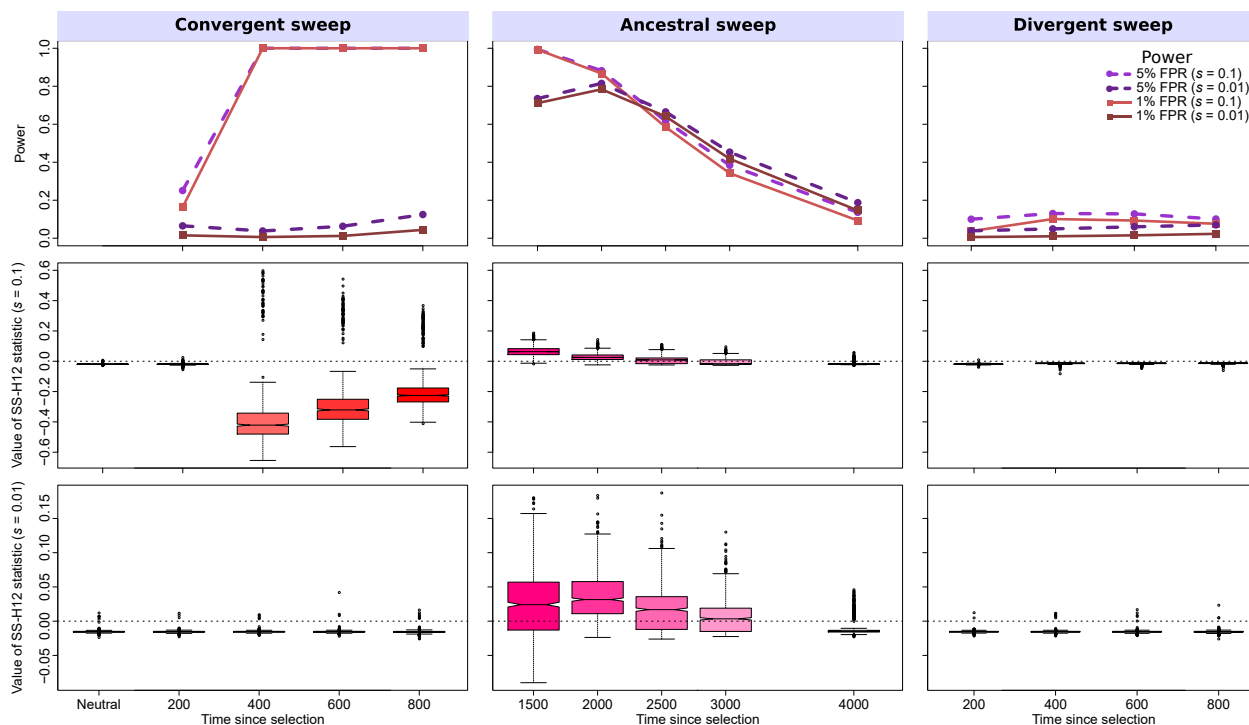 Convergent sweep
Ancestral sweep
Divergent sweep
Power
1.0
0.8
0.6
0.4
0.2
0.0
Power
5% FPR (s = 0.1)
5% FPR (s = 0.01)
1% FPR (s = 0.1)
1% FPR (s = 0.01)
Value of SS-H12 statistic (s = 0.1)
0.6
0.4
0.2
0.0
−0.2
−0.4
−0.6
Value of SS-H12 statistic (s = 0.01)
0.15
0.10
0.05
0.00
−0.05
Neutral 200 400 600 800
1500 2000 2500 3000 4000
200 400 600 800
Time since selection
Time since selection
Time since selection